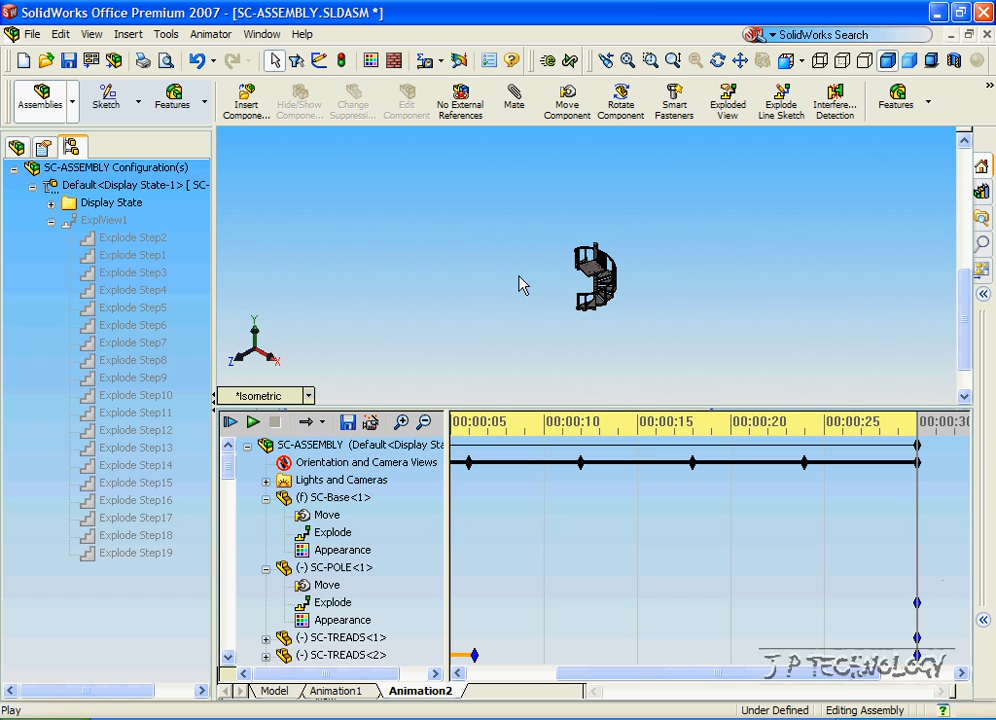 SolidWorks Office Premium 2007 - [SC-ASSEMBLY.SLDASM *]
File Edit View Insert Tools Animator Window Help SolidWorks Search
Assemblies Sketch Features Insert Compone... Hide/Show Compone... Change Suppressi... Edit Component No External References Mate Move Component Rotate Component Smart Fasteners Exploded View Explode Line Sketch Interfere... Detection Features
SC-ASSEMBLY Configuration(s)
Default<Display State-1> [ SC-
Display State
ExplView1
Explode Step2
Explode Step1
Explode Step3
Explode Step4
Explode Step5
Explode Step6
Explode Step7
Explode Step8
Explode Step9
Explode Step10
Explode Step11
Explode Step12
Explode Step13
Explode Step14
Explode Step15
Explode Step16
Explode Step17
Explode Step18
Explode Step19
Y
Z X
*Isometric
00:00:05 00:00:10 00:00:15 00:00:20 00:00:25 00:00:30
SC-ASSEMBLY (Default<Display Sta
Orientation and Camera Views
Lights and Cameras
(f) SC-Base<1>
Move
Explode
Appearance
(-) SC-POLE<1>
Move
Explode
Appearance
(-) SC-TREADS<1>
(-) SC-TREADS<2>
J P TECHNOLOGY
Model Animation1 Animation2
Play Under Defined Editing Assembly